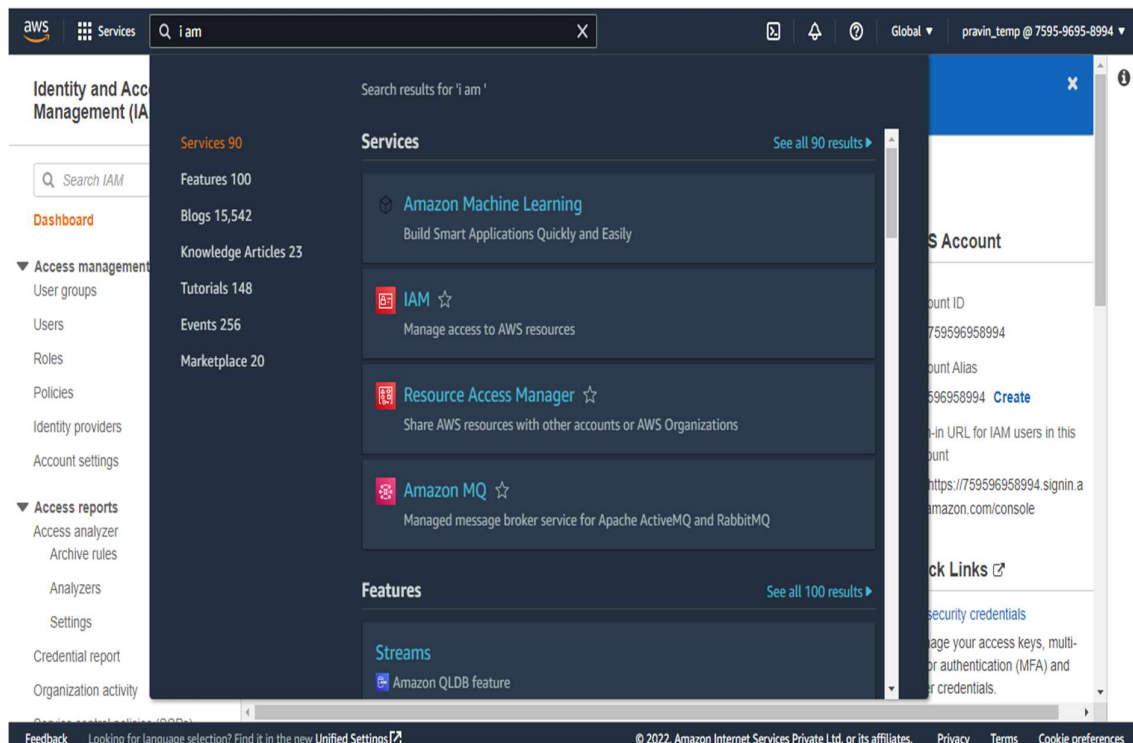 aws
Services
i am
Global
pravin_temp @ 7595-9695-8994
Identity and Acc
Management (IA
Search IAM
Dashboard
Access management
User groups
Users
Roles
Policies
Identity providers
Account settings
Access reports
Access analyzer
Archive rules
Analyzers
Settings
Credential report
Organization activity
Search results for 'i am '
Services 90
Features 100
Blogs 15,542
Knowledge Articles 23
Tutorials 148
Events 256
Marketplace 20
Services
See all 90 results
Amazon Machine Learning
Build Smart Applications Quickly and Easily
IAM
Manage access to AWS resources
Resource Access Manager
Share AWS resources with other accounts or AWS Organizations
Amazon MQ
Managed message broker service for Apache ActiveMQ and RabbitMQ
Features
See all 100 results
Streams
Amazon QLDB feature
S Account
ount ID
759596958994
ount Alias
596958994 Create
n-in URL for IAM users in this
ount
https://759596958994.signin.a
amazon.com/console
ck Links
security credentials
nage your access keys, multi-
or authentication (MFA) and
er credentials.
Feedback
Looking for language selection? Find it in the new Unified Settings
© 2022, Amazon Internet Services Private Ltd. or its affiliates.
Privacy
Terms
Cookie preferences